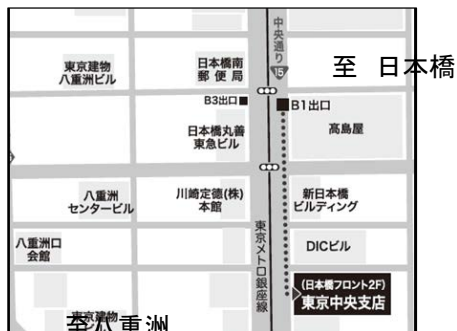 中央通り
15
東京建物
八重洲ビル
日本橋南
郵便局
至 日本橋
B3出口
B1出口
日本橋丸善
東急ビル
高島屋
八重洲
センタービル
川崎定徳(株)
本館
新日本橋
ビルディング
八重洲口
会館
東京メトロ銀座線
DICビル
(日本橋フロント2F)
東京中央支店
至八重洲
東京建物